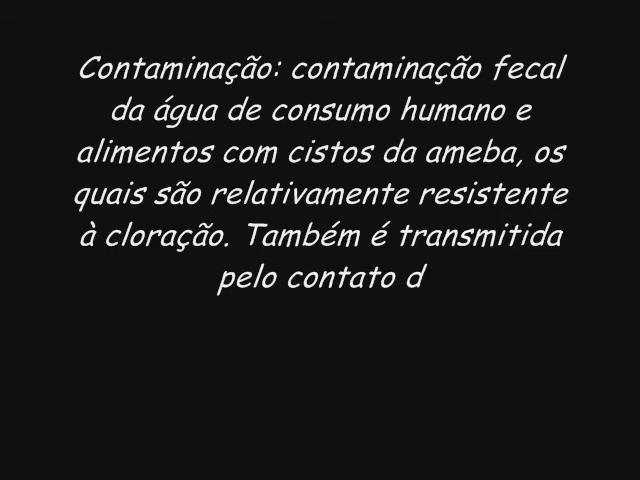 Contaminação: contaminação fecal
da água de consumo humano e
alimentos com cistos da ameba, os
quais são relativamente resistente
à cloração. Também é transmitida
pelo contato d